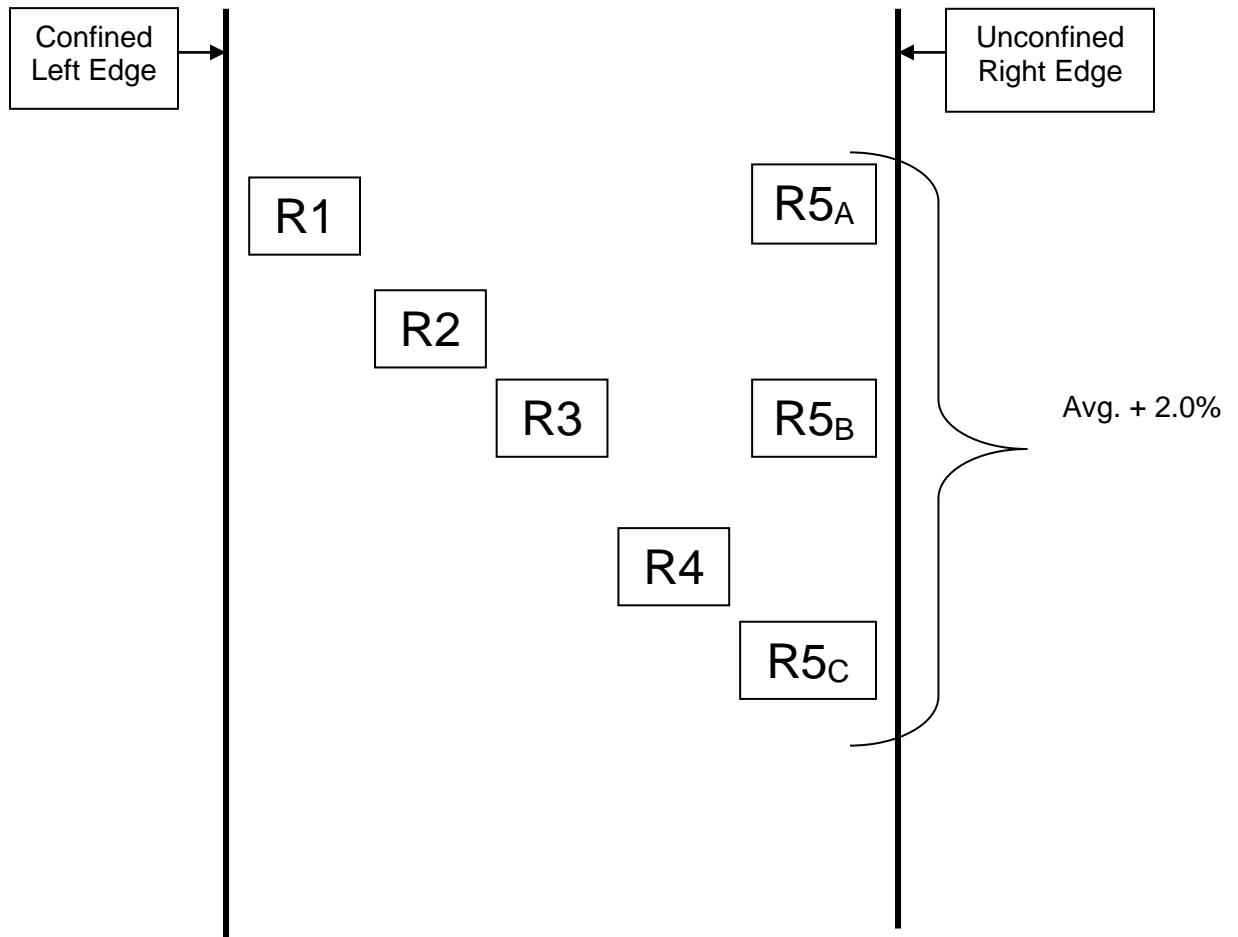 Confined
Left Edge
Unconfined
Right Edge
R1
R5A
R2
R3
R5B
Avg. + 2.0%
R4
R5C